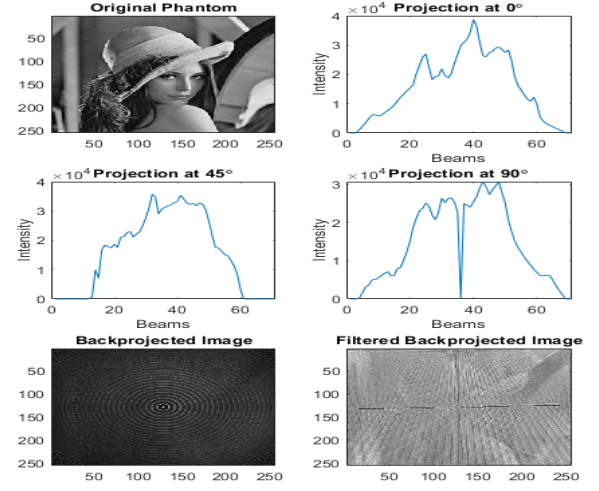 Original Phantom
50
100
150
200
250
50 100 150 200 250
×10⁴ Projection at 0°
Intensity
4
3
2
1
0
0 20 40 60
Beams
×10⁴ Projection at 45°
Intensity
4
3
2
1
0
0 20 40 60
Beams
×10⁴ Projection at 90°
Intensity
3
2
1
0
0 20 40 60
Beams
Backprojected Image
50
100
150
200
250
50 100 150 200 250
Filtered Backprojected Image
50
100
150
200
250
50 100 150 200 250